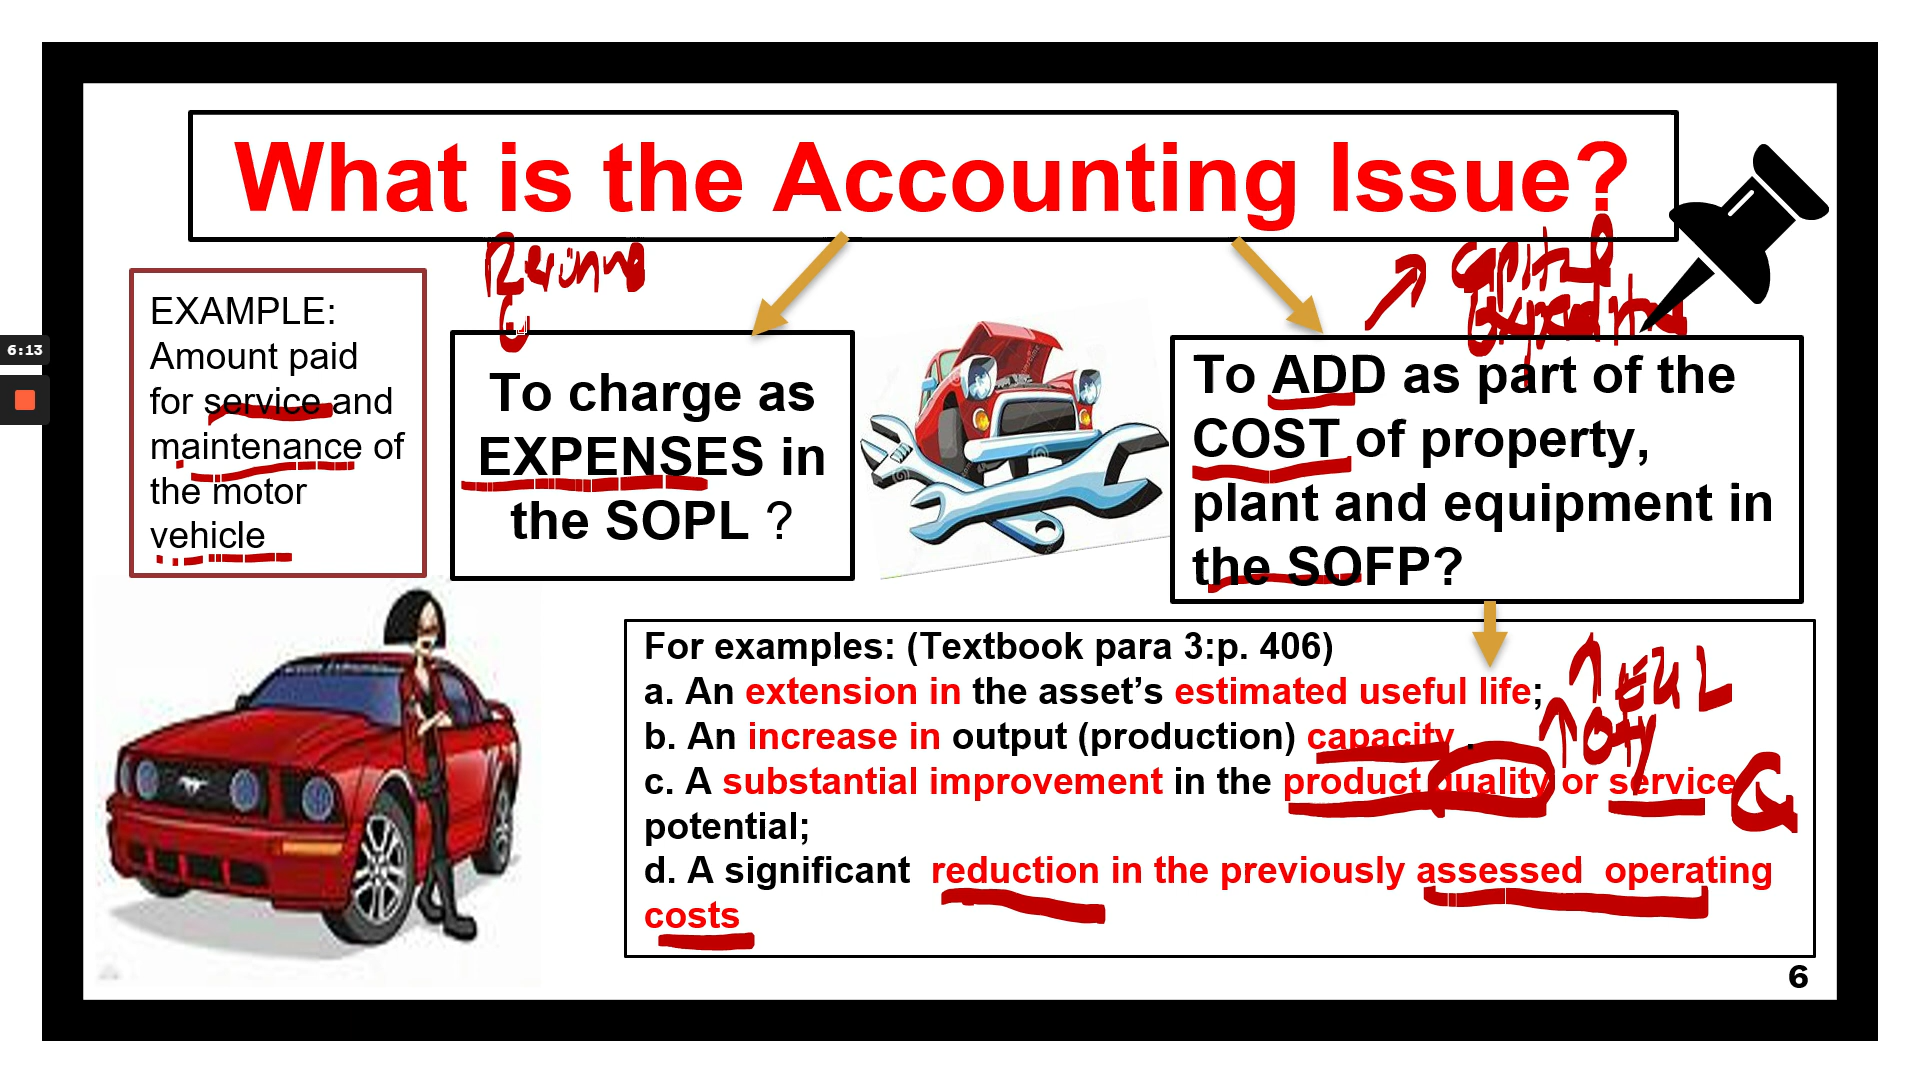 What is the Accounting Issue?
Revenue
Capital
Expenditure
EXAMPLE:
Amount paid
for service and
maintenance of
the motor
vehicle
6:13
To charge as
EXPENSES in
the SOPL ?
To ADD as part of the
COST of property,
plant and equipment in
the SOFP?
For examples: (Textbook para 3:p. 406)
a. An extension in the asset’s estimated useful life;
b. An increase in output (production) capacity .
c. A substantial improvement in the product quality or service
potential;
d. A significant reduction in the previously assessed operating
costs
EUL
Q
6